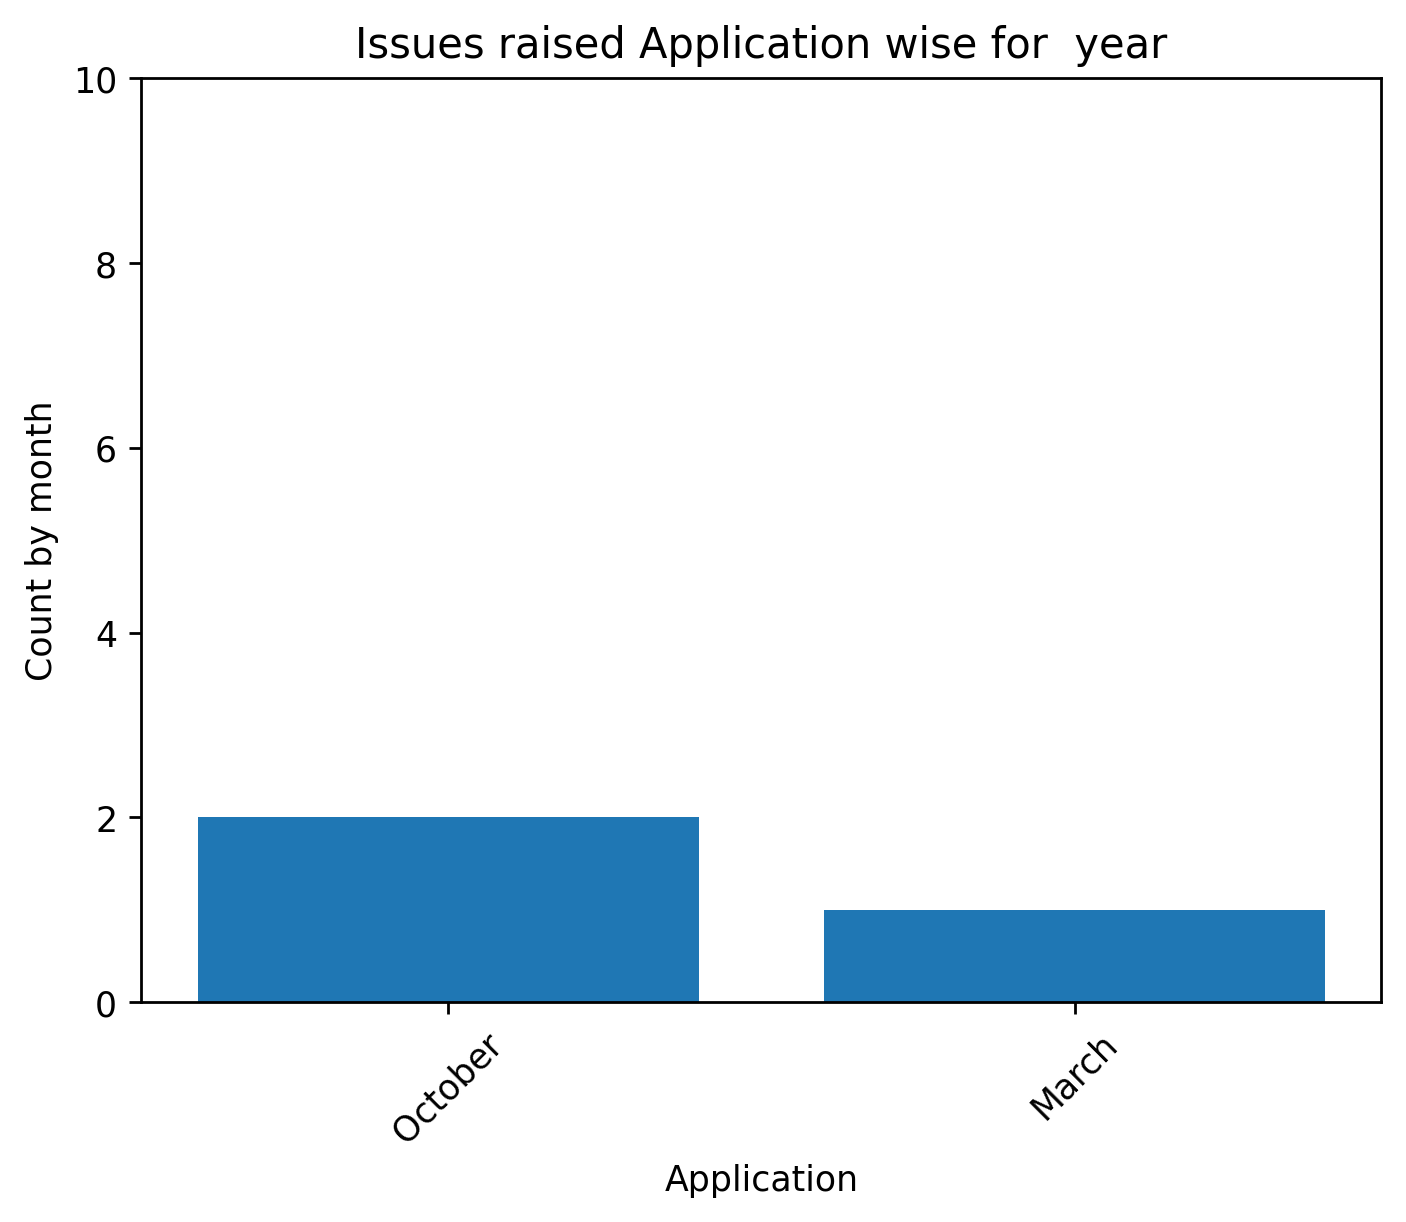 Issues raised Application wise for  year
10
8
6
4
2
0
Count by month
October
March
Application